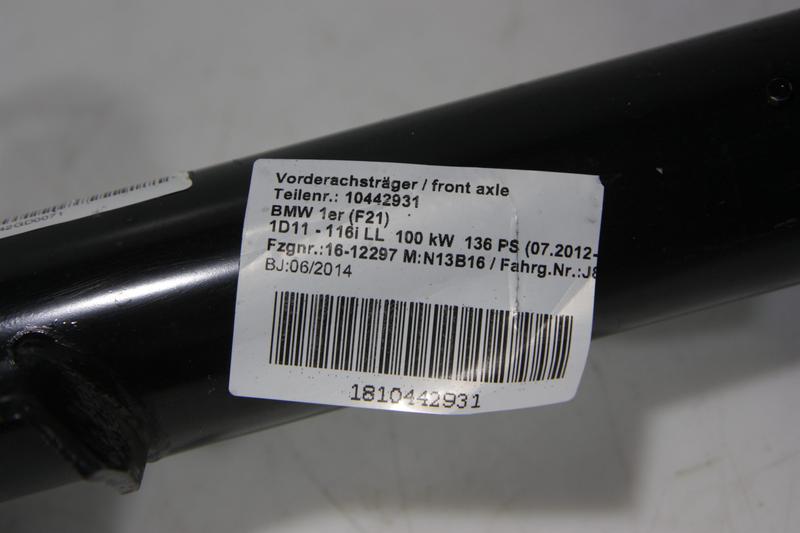 Vorderachsträger / front axle
Teilenr.: 10442931
BMW 1er (F21)
1D11 - 116i LL 100 kW 136 PS (07.2012-
Fzgnr.:16-12297 M:N13B16 / Fahrg.Nr.:J8
BJ:06/2014
1810442931